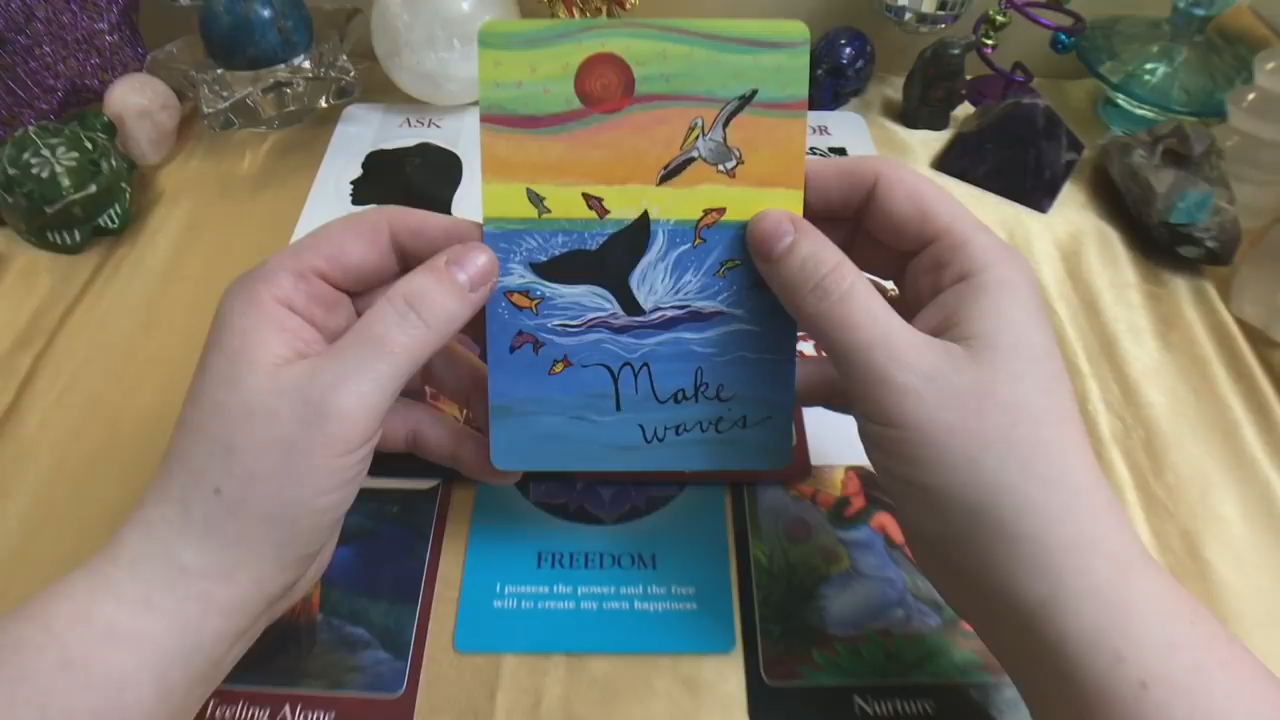 ASK
OR
Make
waves
FREEDOM
I possess the power and the free
will to create my own happiness
Feeling Alone
Nurture